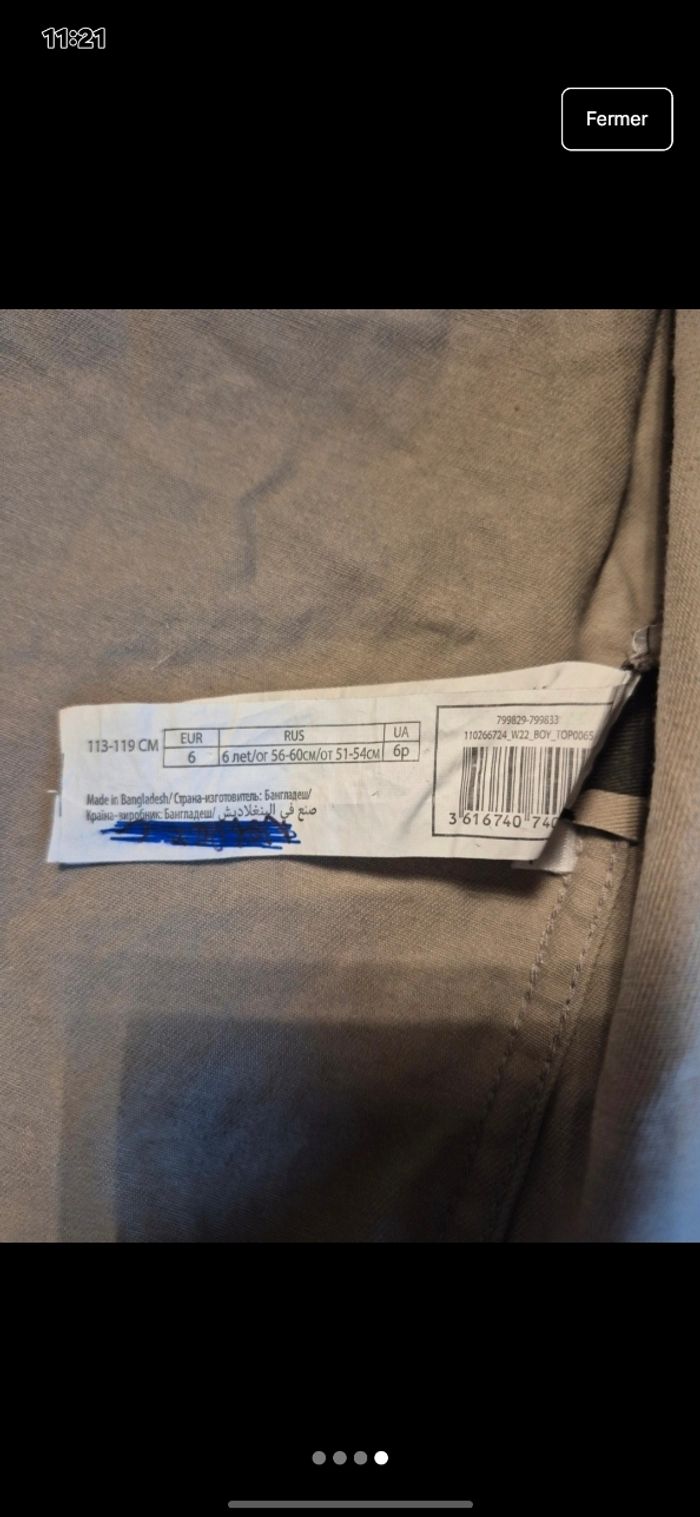 11:21
Fermer
113-119 CM
EUR RUS UA
6 6 лет/ог 56-60см/от 51-54см 6р
Made in Bangladesh/ Страна-изготовитель: Бангладеш/
Країна-виробник: Бангладеш/ صنع في البنغلاديش
799829-799833
110266724_W22_BOY_TOP0065
3 616740 740